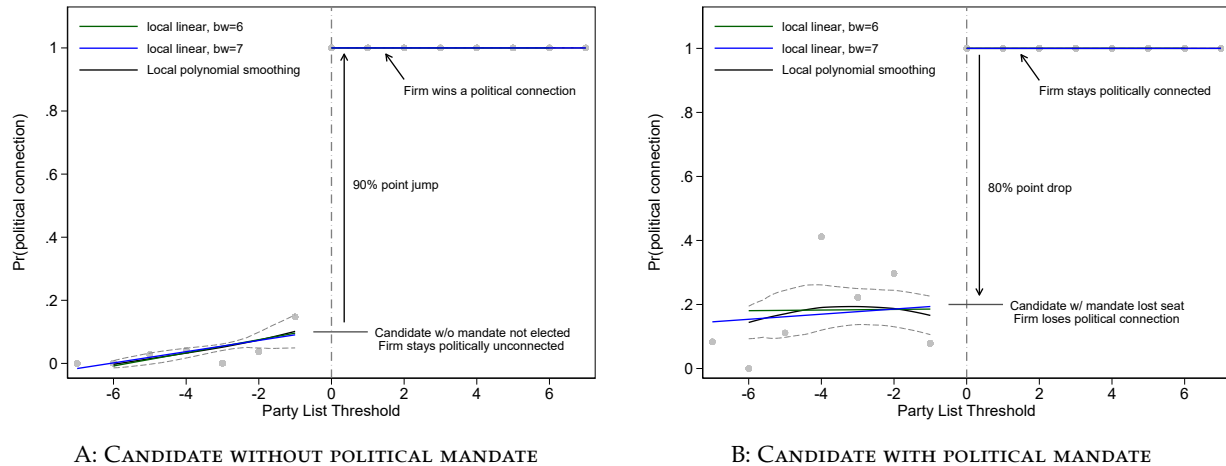 local linear, bw=6
local linear, bw=7
Local polynomial smoothing
Firm wins a political connection
90% point jump
Candidate w/o mandate not elected
Firm stays politically unconnected
Pr(political connection)
1
.8
.6
.4
.2
0
-6 -4 -2 0 2 4 6
Party List Threshold
A: CANDIDATE WITHOUT POLITICAL MANDATE
local linear, bw=6
local linear, bw=7
Local polynomial smoothing
Firm stays politically connected
80% point drop
Candidate w/ mandate lost seat
Firm loses political connection
Pr(political connection)
1
.8
.6
.4
.2
0
-6 -4 -2 0 2 4 6
Party List Threshold
B: CANDIDATE WITH POLITICAL MANDATE